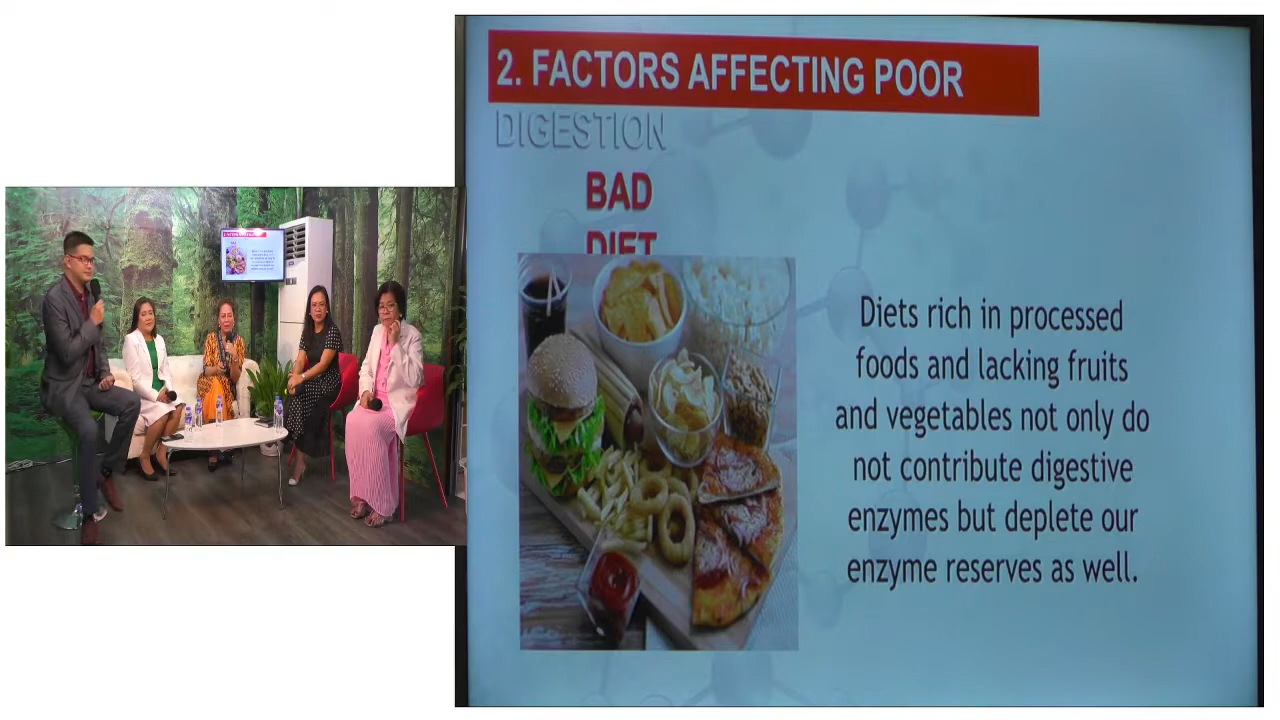 2. FACTORS AFFECTING POOR
DIGESTION
BAD
DIET
Diets rich in processed
foods and lacking fruits
and vegetables not only do
not contribute digestive
enzymes but deplete our
enzyme reserves as well.